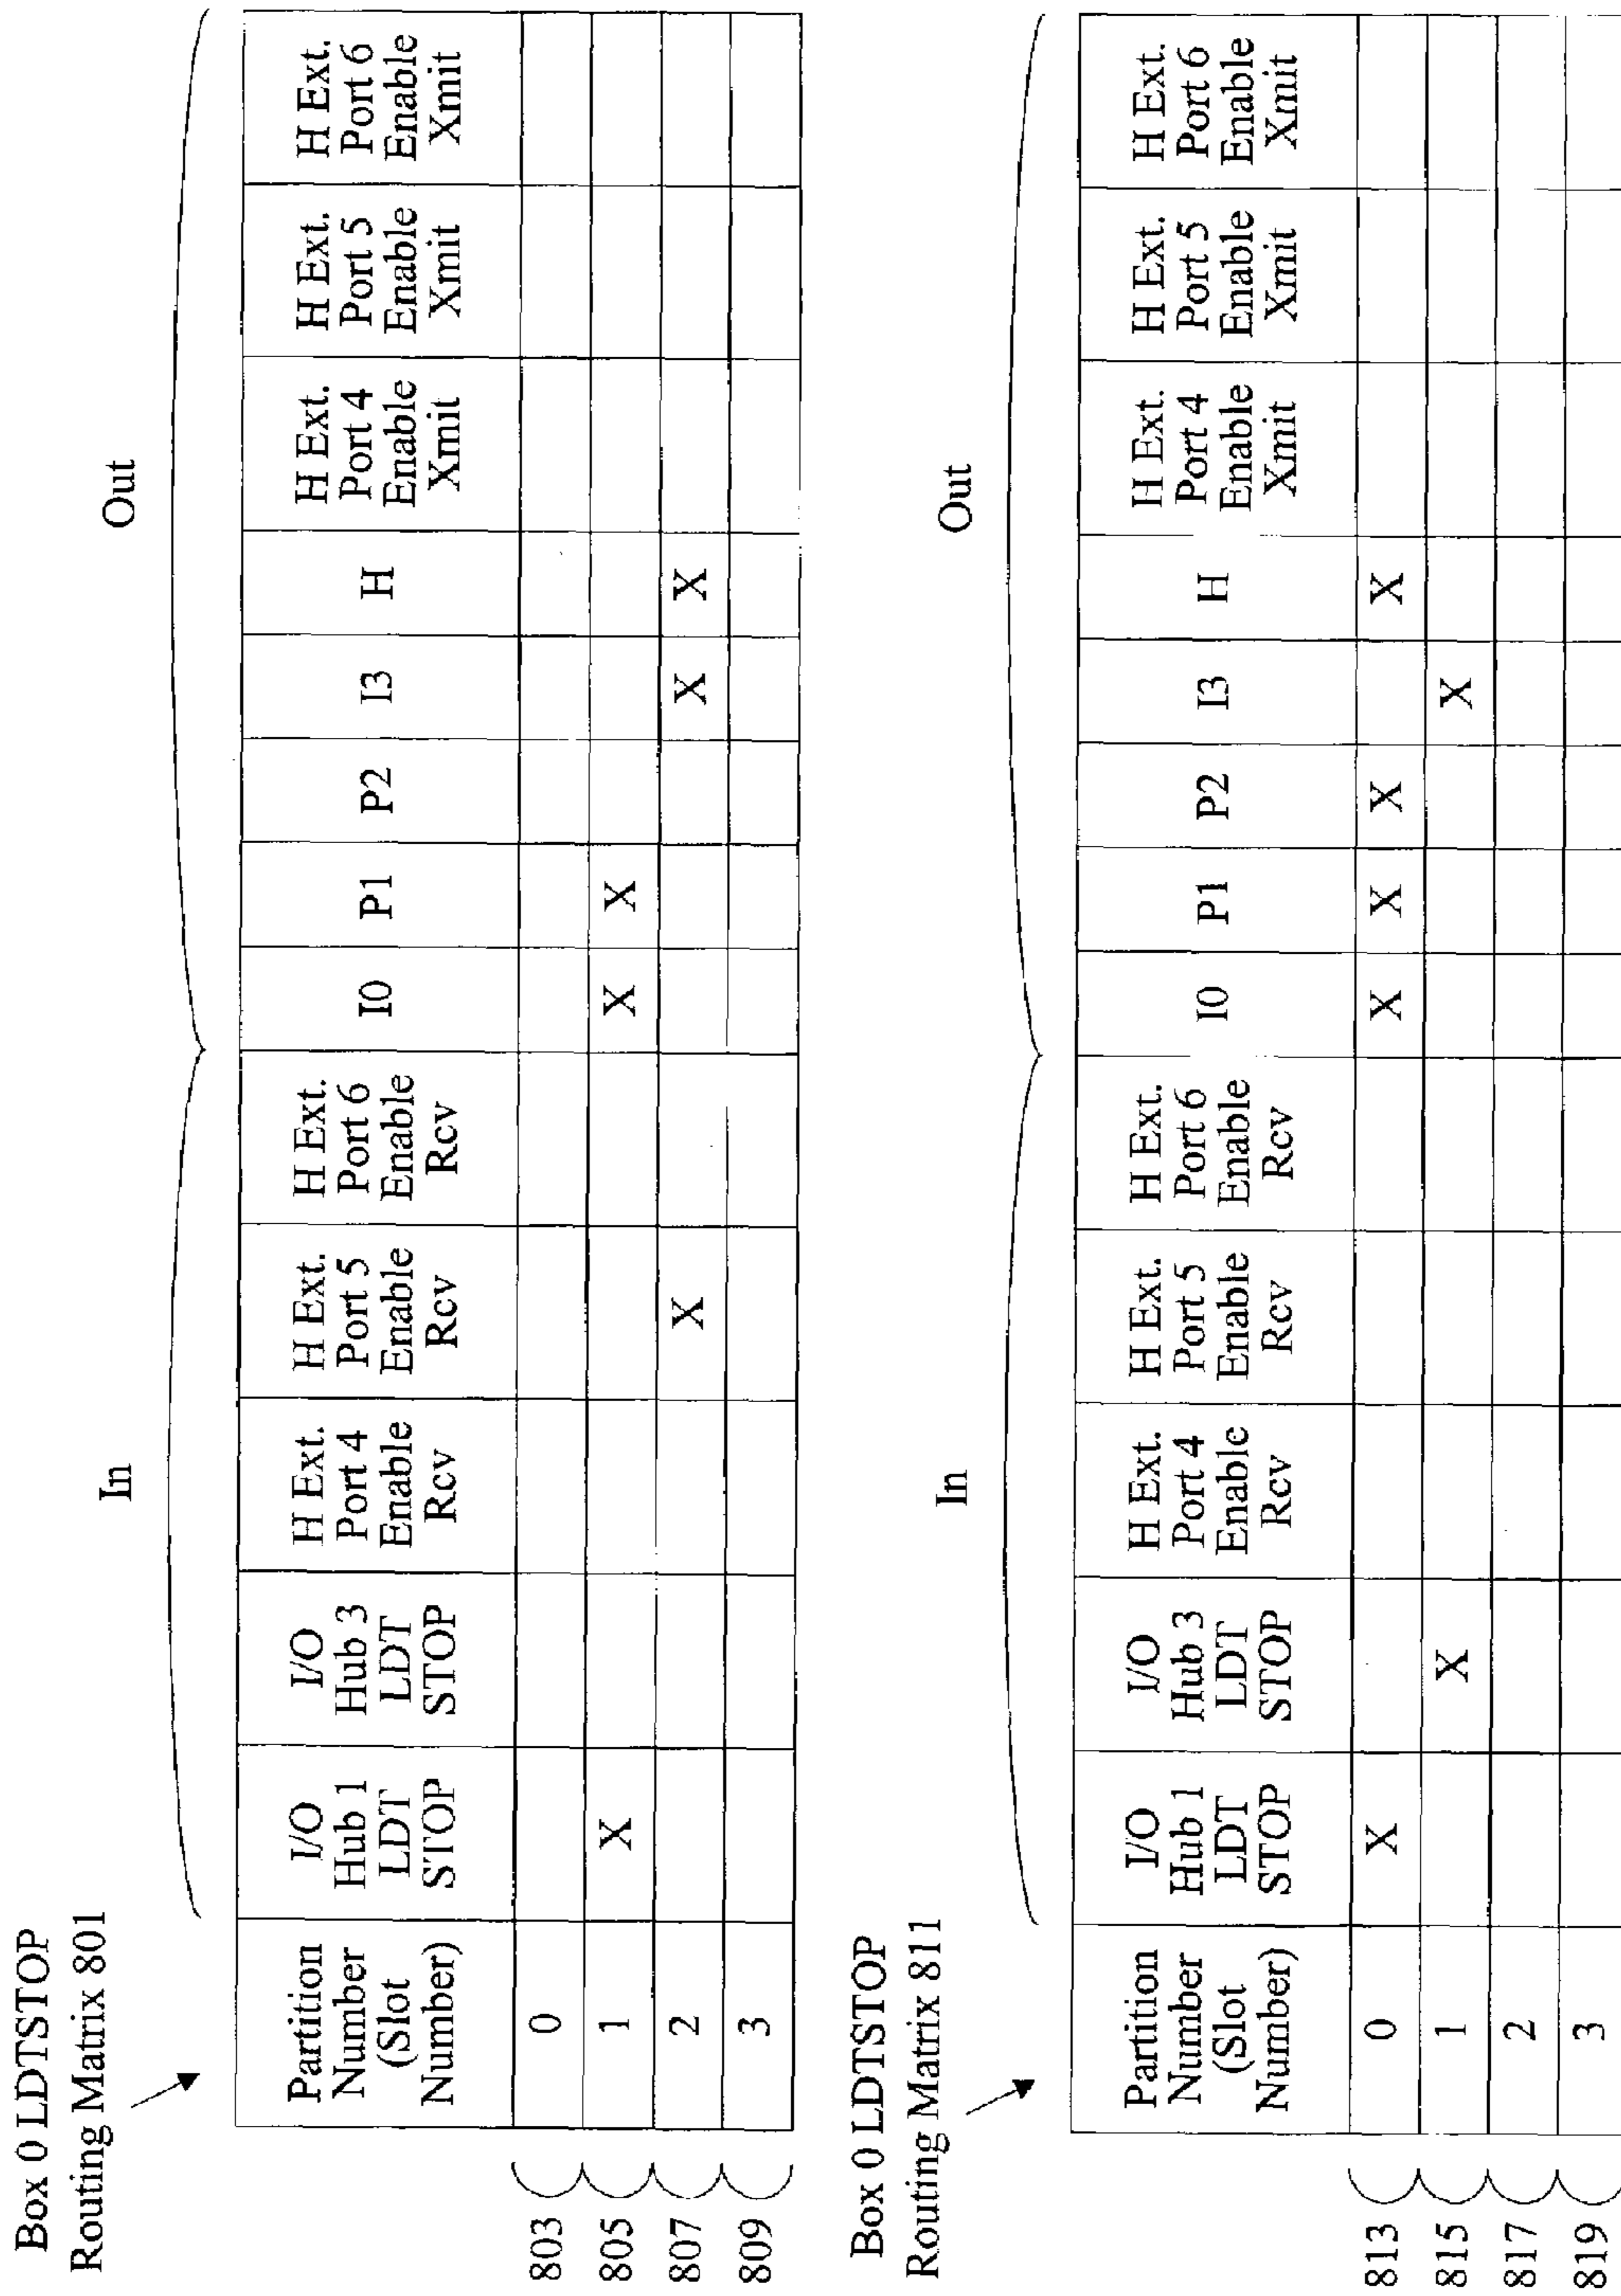 Box 0 LDTSTOP
Routing Matrix 801
In
Out
Partition
Number
(Slot
Number)
I/O
Hub 1
LDT
STOP
I/O
Hub 3
LDT
STOP
H Ext.
Port 4
Enable
Rcv
H Ext.
Port 5
Enable
Rcv
H Ext.
Port 6
Enable
Rcv
I0
P1
P2
I3
H
H Ext.
Port 4
Enable
Xmit
H Ext.
Port 5
Enable
Xmit
H Ext.
Port 6
Enable
Xmit
803 0
805 1 X X X
807 2 X X X
809 3
Box 0 LDTSTOP
Routing Matrix 811
In
Out
Partition
Number
(Slot
Number)
I/O
Hub 1
LDT
STOP
I/O
Hub 3
LDT
STOP
H Ext.
Port 4
Enable
Rcv
H Ext.
Port 5
Enable
Rcv
H Ext.
Port 6
Enable
Rcv
I0
P1
P2
I3
H
H Ext.
Port 4
Enable
Xmit
H Ext.
Port 5
Enable
Xmit
H Ext.
Port 6
Enable
Xmit
813 0 X X X X X
815 1 X X
817 2
819 3